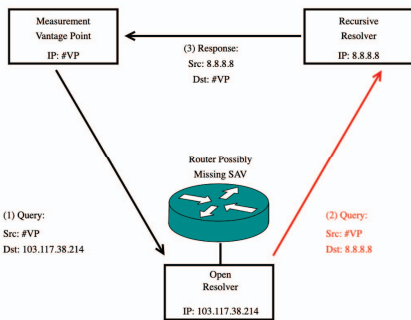 Measurement
Vantage Point
IP: #VP
Recursive
Resolver
IP: 8.8.8.8
(3) Response:
Src: 8.8.8.8
Dst: #VP
Router Possibly
Missing SAV
(1) Query:
Src: #VP
Dst: 103.117.38.214
(2) Query:
Src: #VP
Dst: 8.8.8.8
Open
Resolver
IP: 103.117.38.214